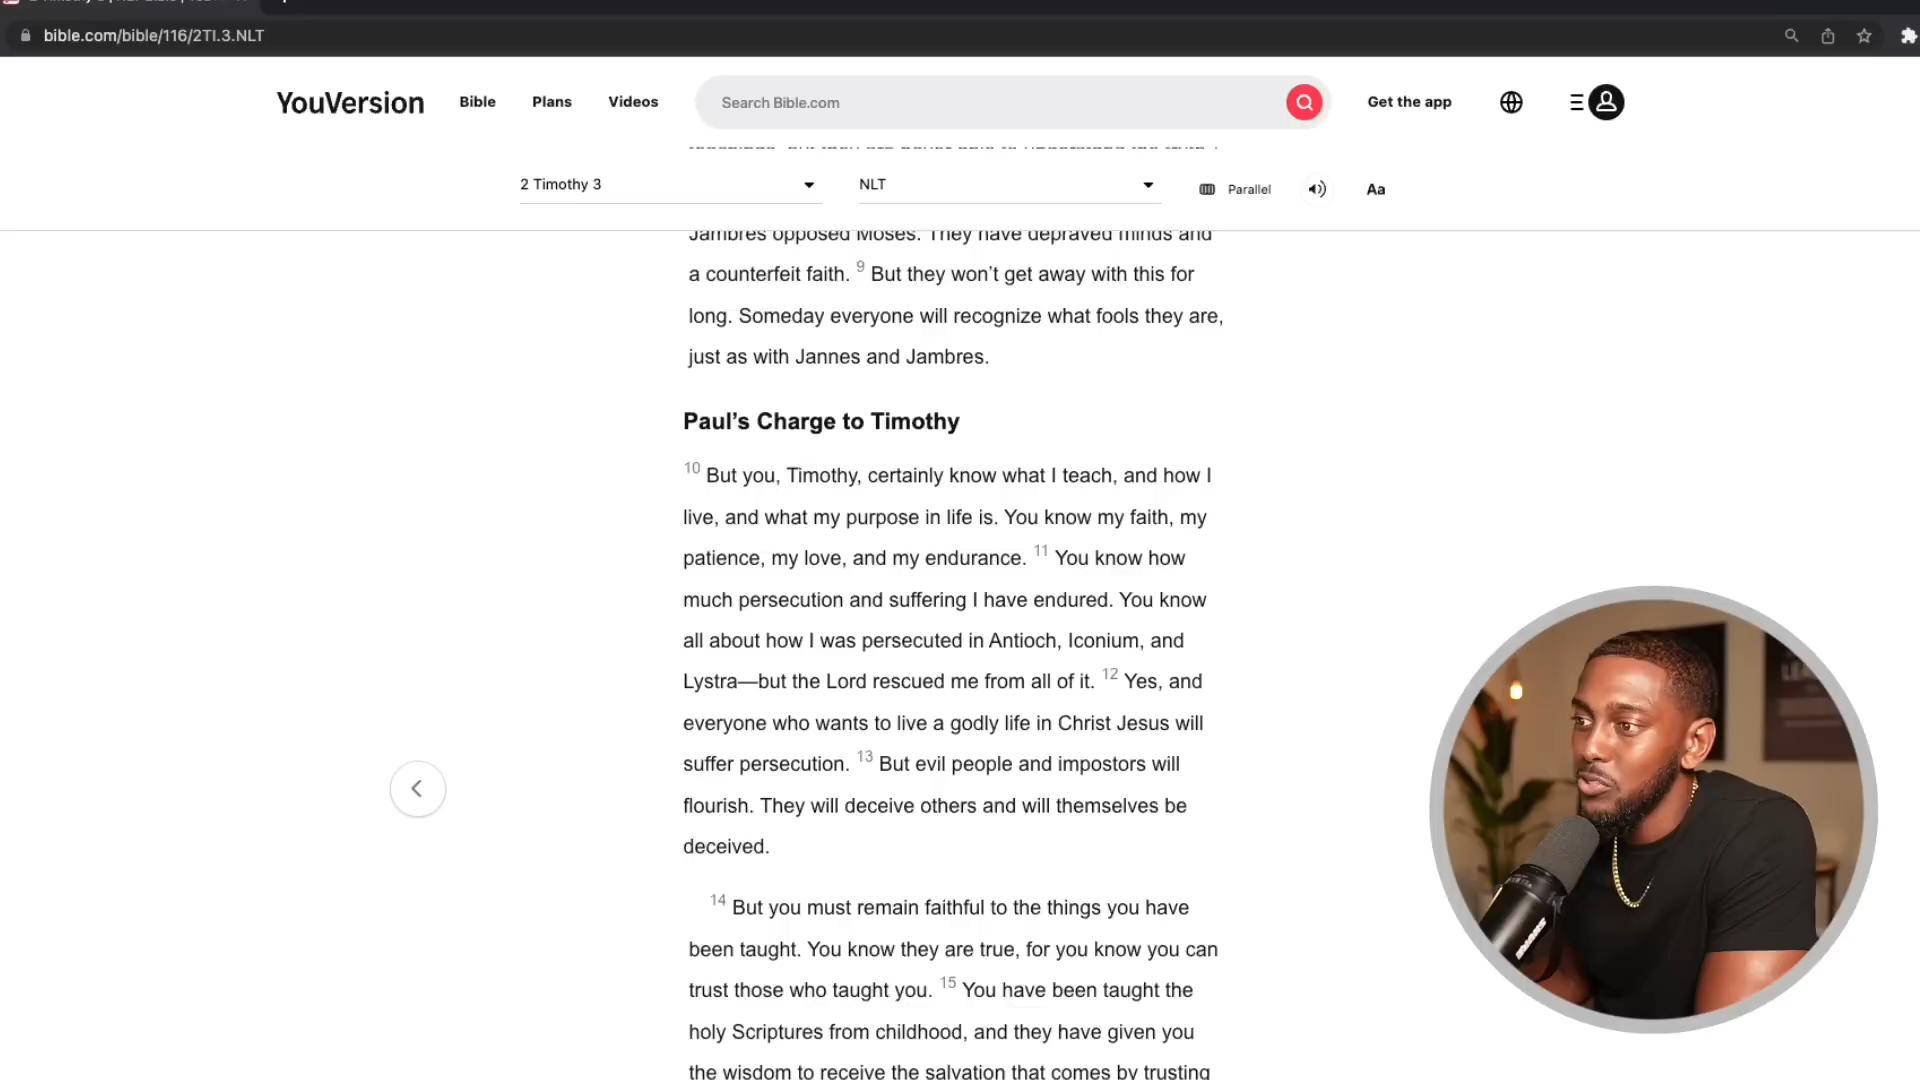 bible.com/bible/116/2TI.3.NLT
YouVersion
Bible
Plans
Videos
Search Bible.com
Get the app
2 Timothy 3
NLT
Parallel
Aa
Jambres opposed Moses. They have depraved minds and
a counterfeit faith. 9 But they won’t get away with this for
long. Someday everyone will recognize what fools they are,
just as with Jannes and Jambres.
Paul’s Charge to Timothy
10 But you, Timothy, certainly know what I teach, and how I
live, and what my purpose in life is. You know my faith, my
patience, my love, and my endurance. 11 You know how
much persecution and suffering I have endured. You know
all about how I was persecuted in Antioch, Iconium, and
Lystra—but the Lord rescued me from all of it. 12 Yes, and
everyone who wants to live a godly life in Christ Jesus will
suffer persecution. 13 But evil people and impostors will
flourish. They will deceive others and will themselves be
deceived.
14 But you must remain faithful to the things you have
been taught. You know they are true, for you know you can
trust those who taught you. 15 You have been taught the
holy Scriptures from childhood, and they have given you
the wisdom to receive the salvation that comes by trusting